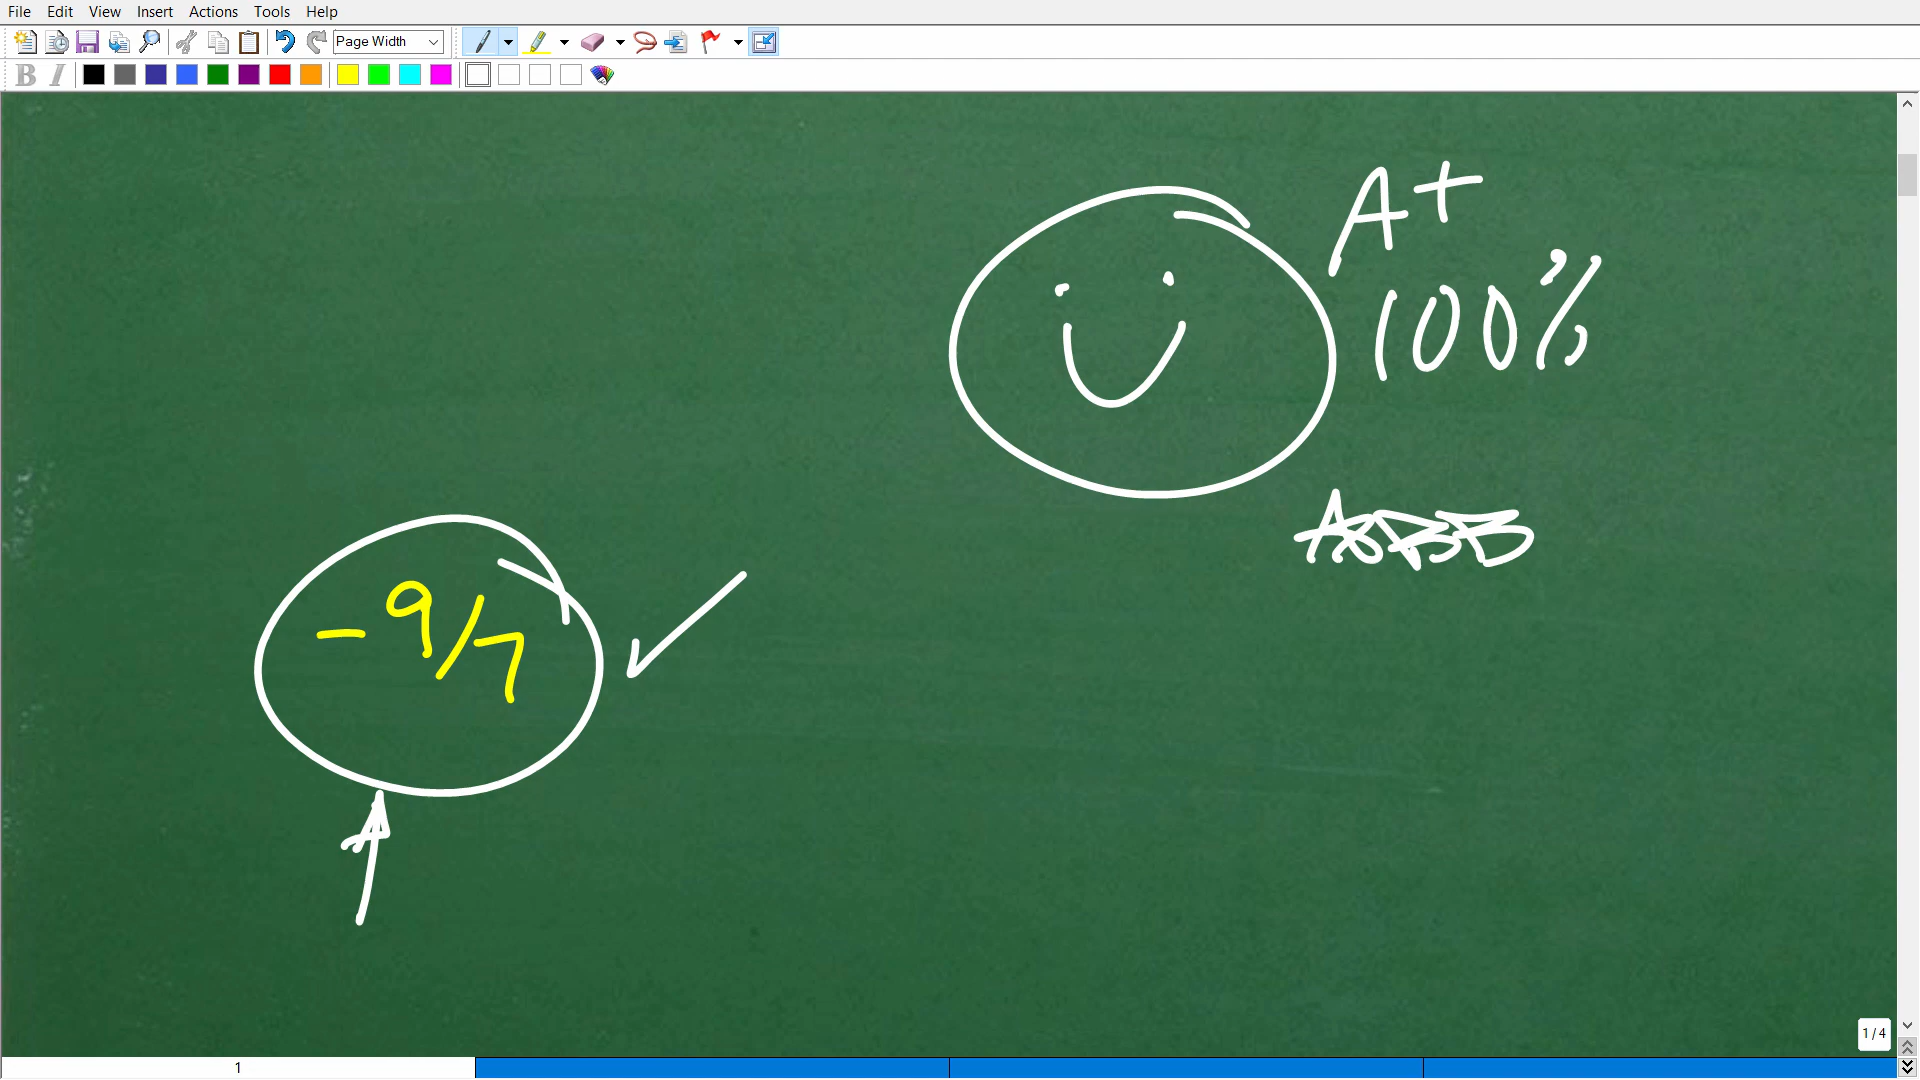 File Edit View Insert Actions Tools Help
Page Width
B I
A+
100%
-9/7
1 / 4
1